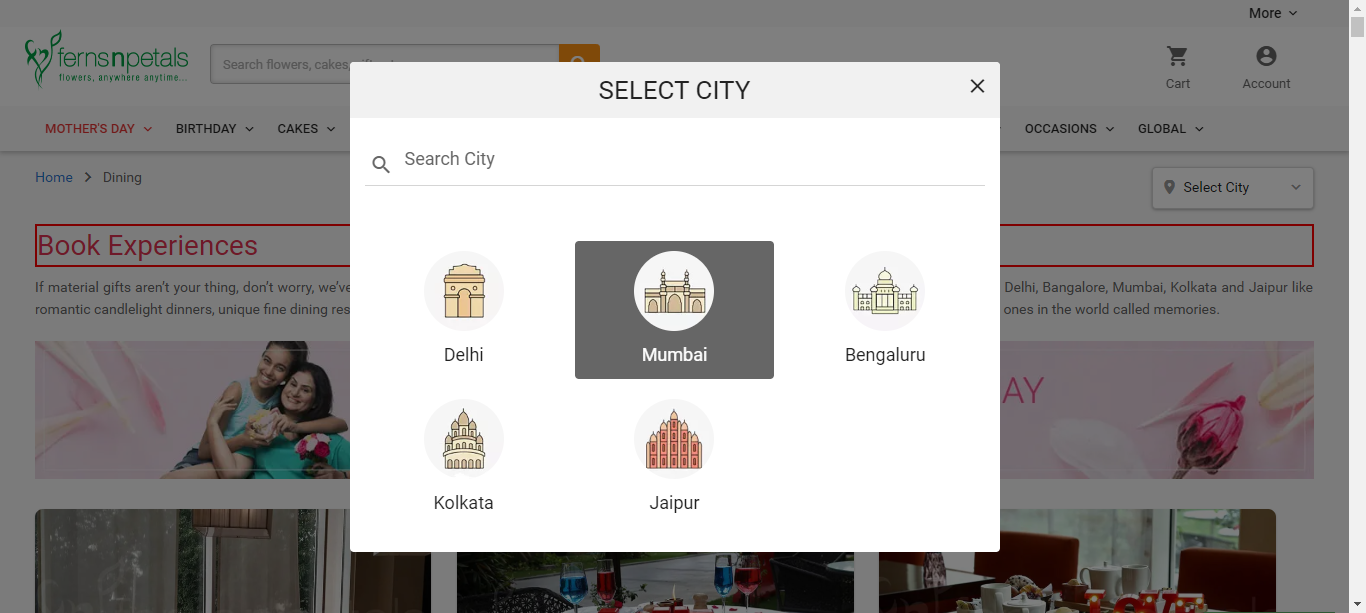 More
fernsnpetals
flowers, anywhere anytime...
Search flowers, cakes,
Cart
Account
MOTHER'S DAY
BIRTHDAY
CAKES
OCCASIONS
GLOBAL
Home > Dining
Select City
Book Experiences
If material gifts aren't your thing, don't worry, we've
Delhi, Bangalore, Mumbai, Kolkata and Jaipur like
romantic candlelight dinners, unique fine dining res
ones in the world called memories.
AY
SELECT CITY
Search City
Delhi
Mumbai
Bengaluru
Kolkata
Jaipur